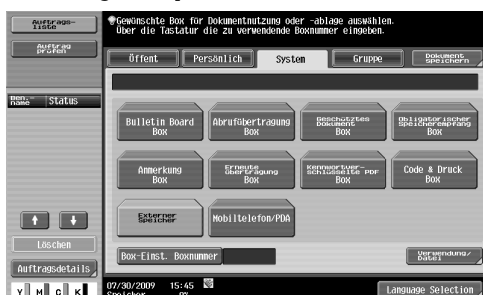 Auftrags-
liste
Auftrag
prüfen
Gewünschte Box für Dokumentnutzung oder -ablage auswählen.
Über die Tastatur die zu verwendende Boxnummer eingeben.
Öffent
Persönlich
System
Gruppe
Dokument
speichern
Ben.-
name
Status
Bulletin Board
Box
Abrufübertragung
Box
Geschütztes
Dokument
Box
Obligatorischer
Speicherempfang
Box
Anmerkung
Box
Erneute
Übertragung
Box
Kennwortver-
schlüsselte PDF
Box
Code & Druck
Box
Externer
Speicher
Mobiltelefon/PDA
Löschen
Auftragsdetails
Box-Einst.
Boxnummer
Verwendung/
Datei
Y M C K
07/30/2009 15:45
Speicher 0%
Language Selection